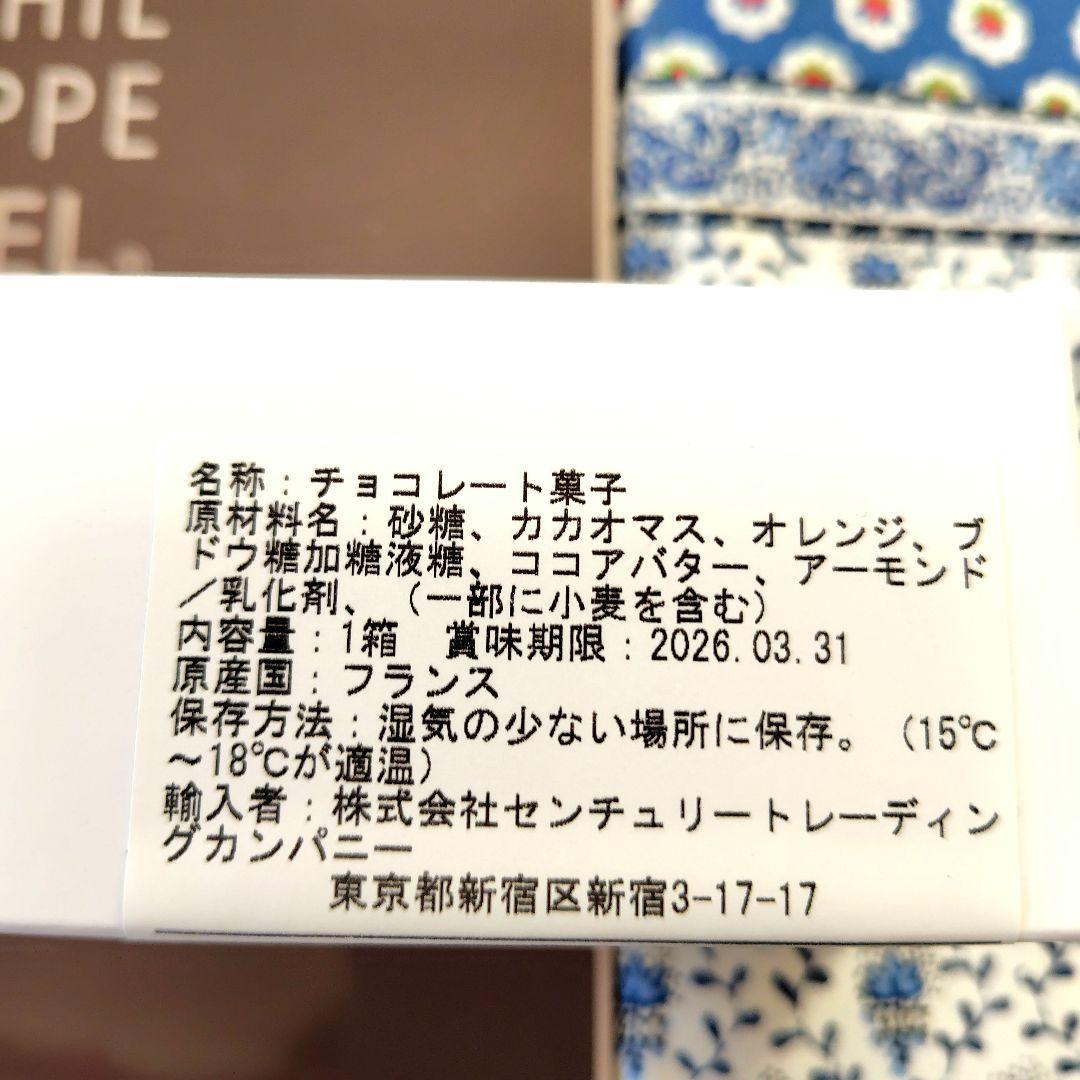 HIL
PPE
EL.
名称：チョコレート菓子
原材料名：砂糖、カカオマス、オレンジ、ブ
ドウ糖加糖液糖、ココアバター、アーモンド
／乳化剤、（一部に小麦を含む）
内容量：1箱　賞味期限：2026.03.31
原産国：フランス
保存方法：湿気の少ない場所に保存。（15℃
～18℃が適温）
輸入者：株式会社センチュリートレーディン
グカンパニー
東京都新宿区新宿3-17-17